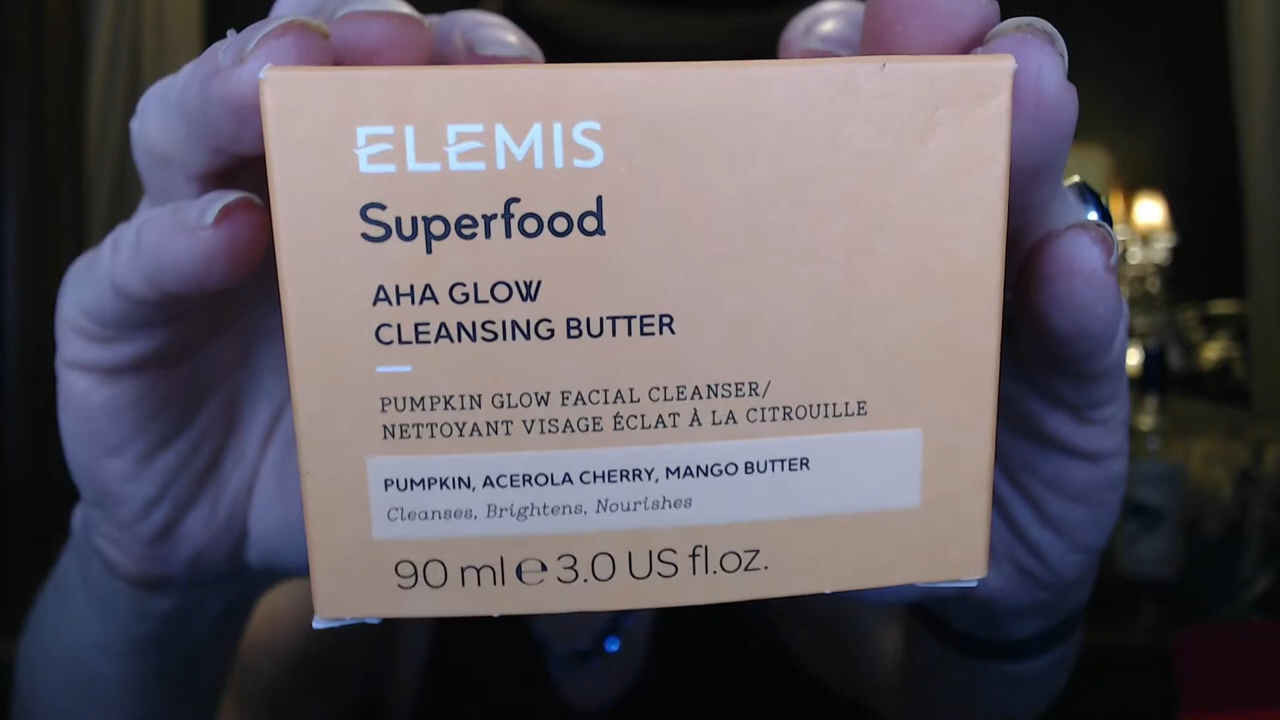 ELEMIS
Superfood
AHA GLOW
CLEANSING BUTTER
PUMPKIN GLOW FACIAL CLEANSER/
NETTOYANT VISAGE ÉCLAT À LA CITROUILLE
PUMPKIN, ACEROLA CHERRY, MANGO BUTTER
Cleanses, Brightens, Nourishes
90 ml ℮ 3.0 US fl.oz.